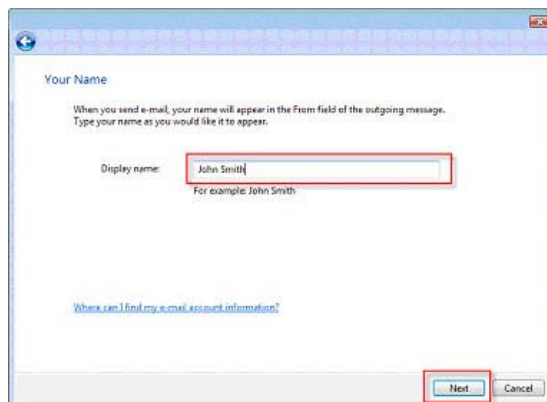 Your Name
When you send e-mail, your name will appear in the From field of the outgoing message.
Type your name as you would like it to appear.
Display name: John Smith
For example: John Smith
Where can I find my e-mail account information?
Next Cancel